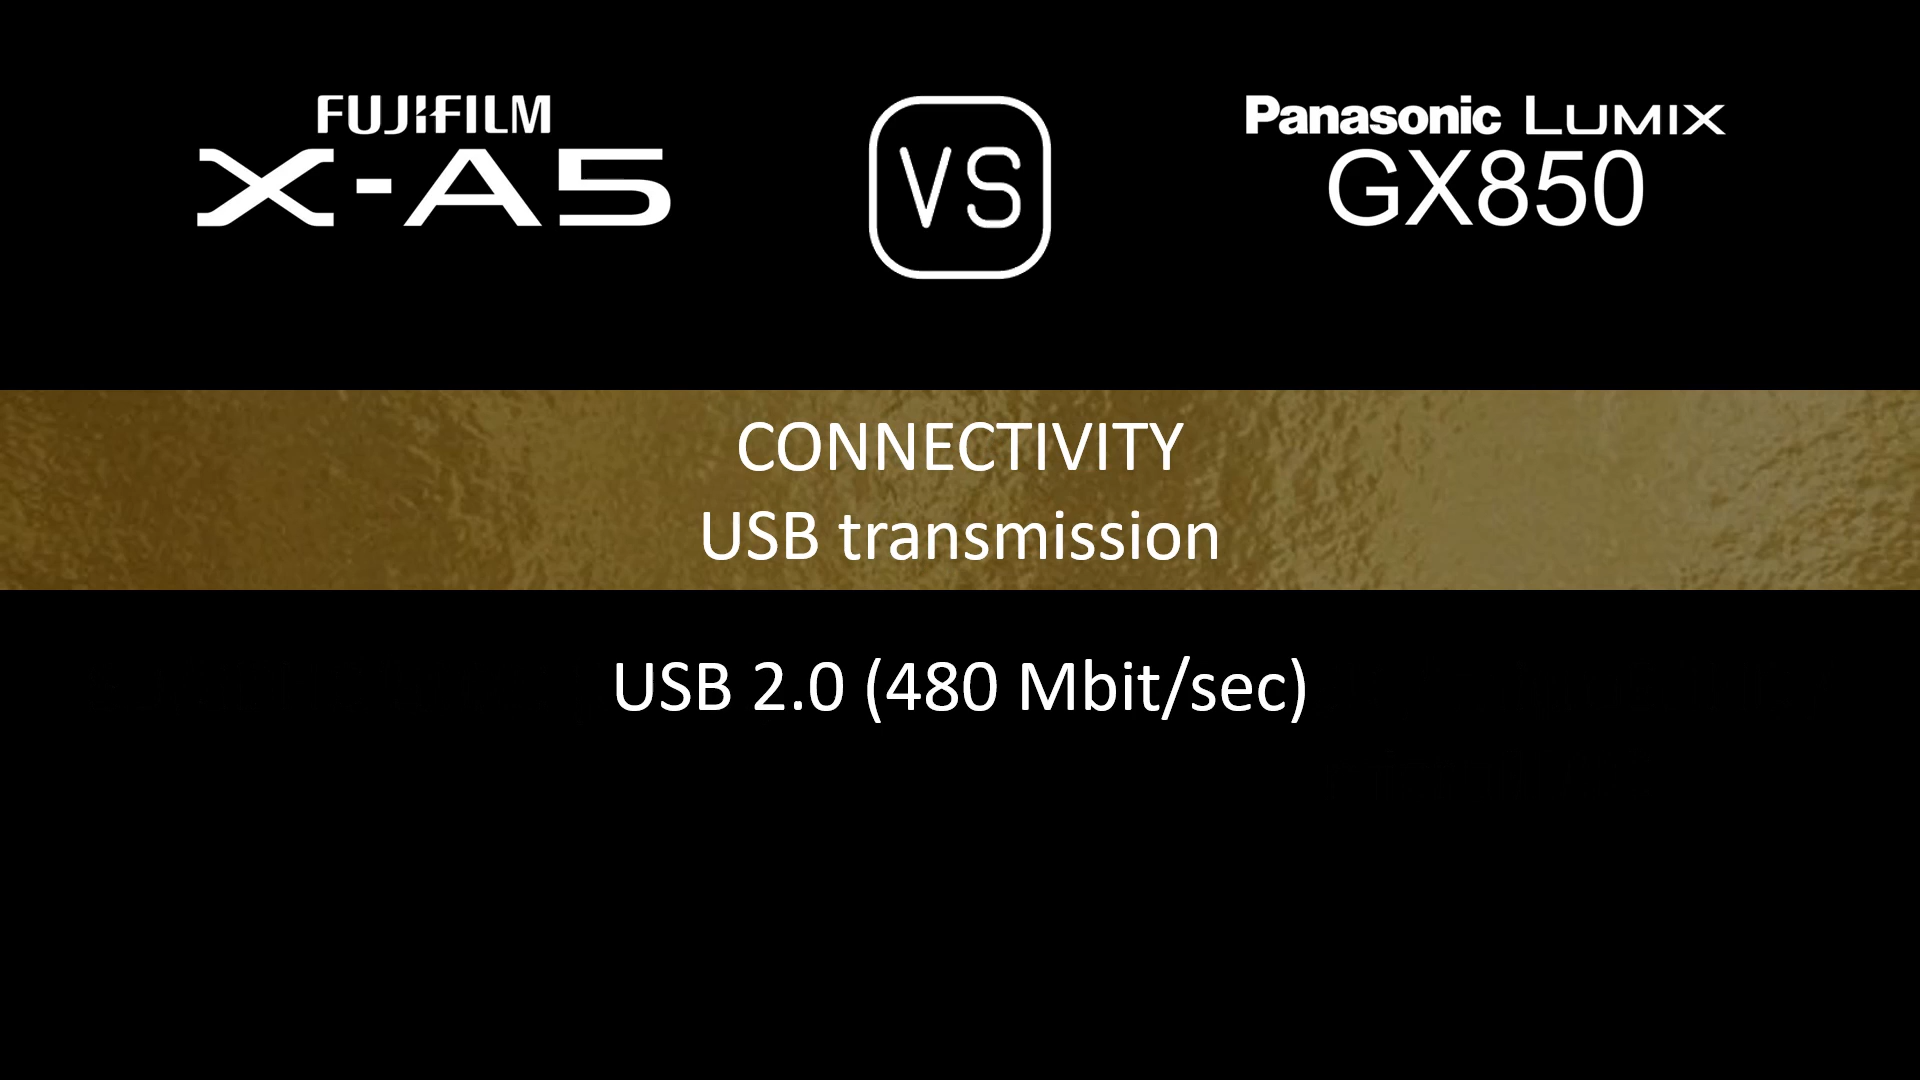 FUJIFILM
X-A5
VS
Panasonic LUMIX
GX850
CONNECTIVITY
USB transmission
USB 2.0 (480 Mbit/sec)